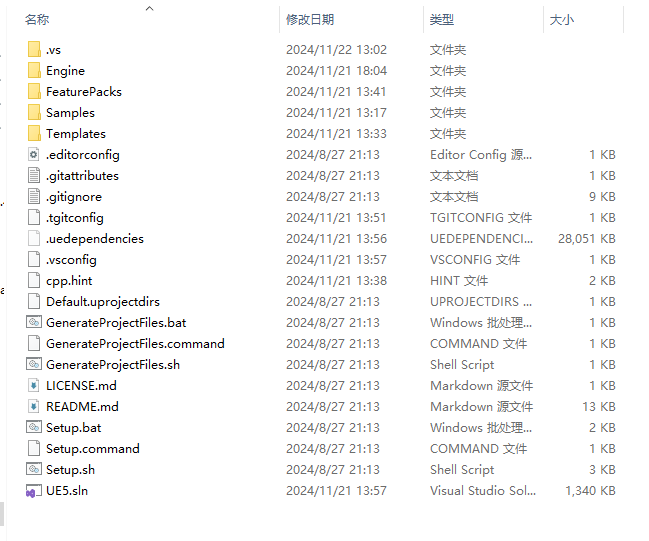 名称 修改日期 类型 大小
.vs 2024/11/22 13:02 文件夹
Engine 2024/11/21 18:04 文件夹
FeaturePacks 2024/11/21 13:41 文件夹
Samples 2024/11/21 13:17 文件夹
Templates 2024/11/21 13:33 文件夹
.editorconfig 2024/8/27 21:13 Editor Config 源... 1 KB
.gitattributes 2024/8/27 21:13 文本文档 1 KB
.gitignore 2024/8/27 21:13 文本文档 9 KB
.tgitconfig 2024/11/21 13:51 TGITCONFIG 文件 1 KB
.uedependencies 2024/11/21 13:56 UEDEPENDENCI... 28,051 KB
.vsconfig 2024/11/21 13:57 VSCONFIG 文件 1 KB
cpp.hint 2024/11/21 13:38 HINT 文件 2 KB
Default.uprojectdirs 2024/8/27 21:13 UPROJECTDIRS ... 1 KB
GenerateProjectFiles.bat 2024/8/27 21:13 Windows 批处理... 1 KB
GenerateProjectFiles.command 2024/8/27 21:13 COMMAND 文件 1 KB
GenerateProjectFiles.sh 2024/8/27 21:13 Shell Script 1 KB
LICENSE.md 2024/8/27 21:13 Markdown 源文件 1 KB
README.md 2024/8/27 21:13 Markdown 源文件 13 KB
Setup.bat 2024/8/27 21:13 Windows 批处理... 2 KB
Setup.command 2024/8/27 21:13 COMMAND 文件 1 KB
Setup.sh 2024/8/27 21:13 Shell Script 3 KB
UE5.sln 2024/11/21 13:57 Visual Studio Sol... 1,340 KB